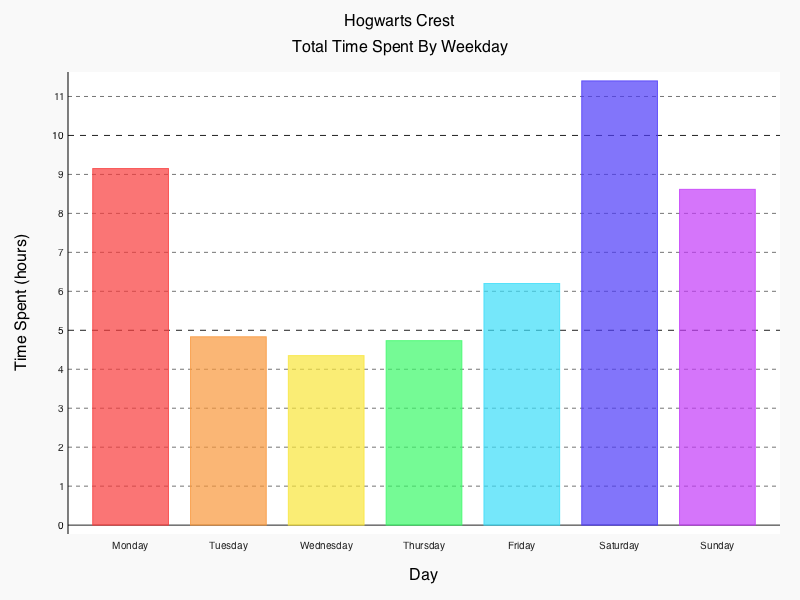 Hogwarts Crest
Total Time Spent By Weekday
Time Spent (hours)
11
10
9
8
7
6
5
4
3
2
1
0
Monday Tuesday Wednesday Thursday Friday Saturday Sunday
Day